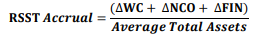 RSST Accrual = (ΔWC + ΔNCO + ΔFIN)
Average Total Assets